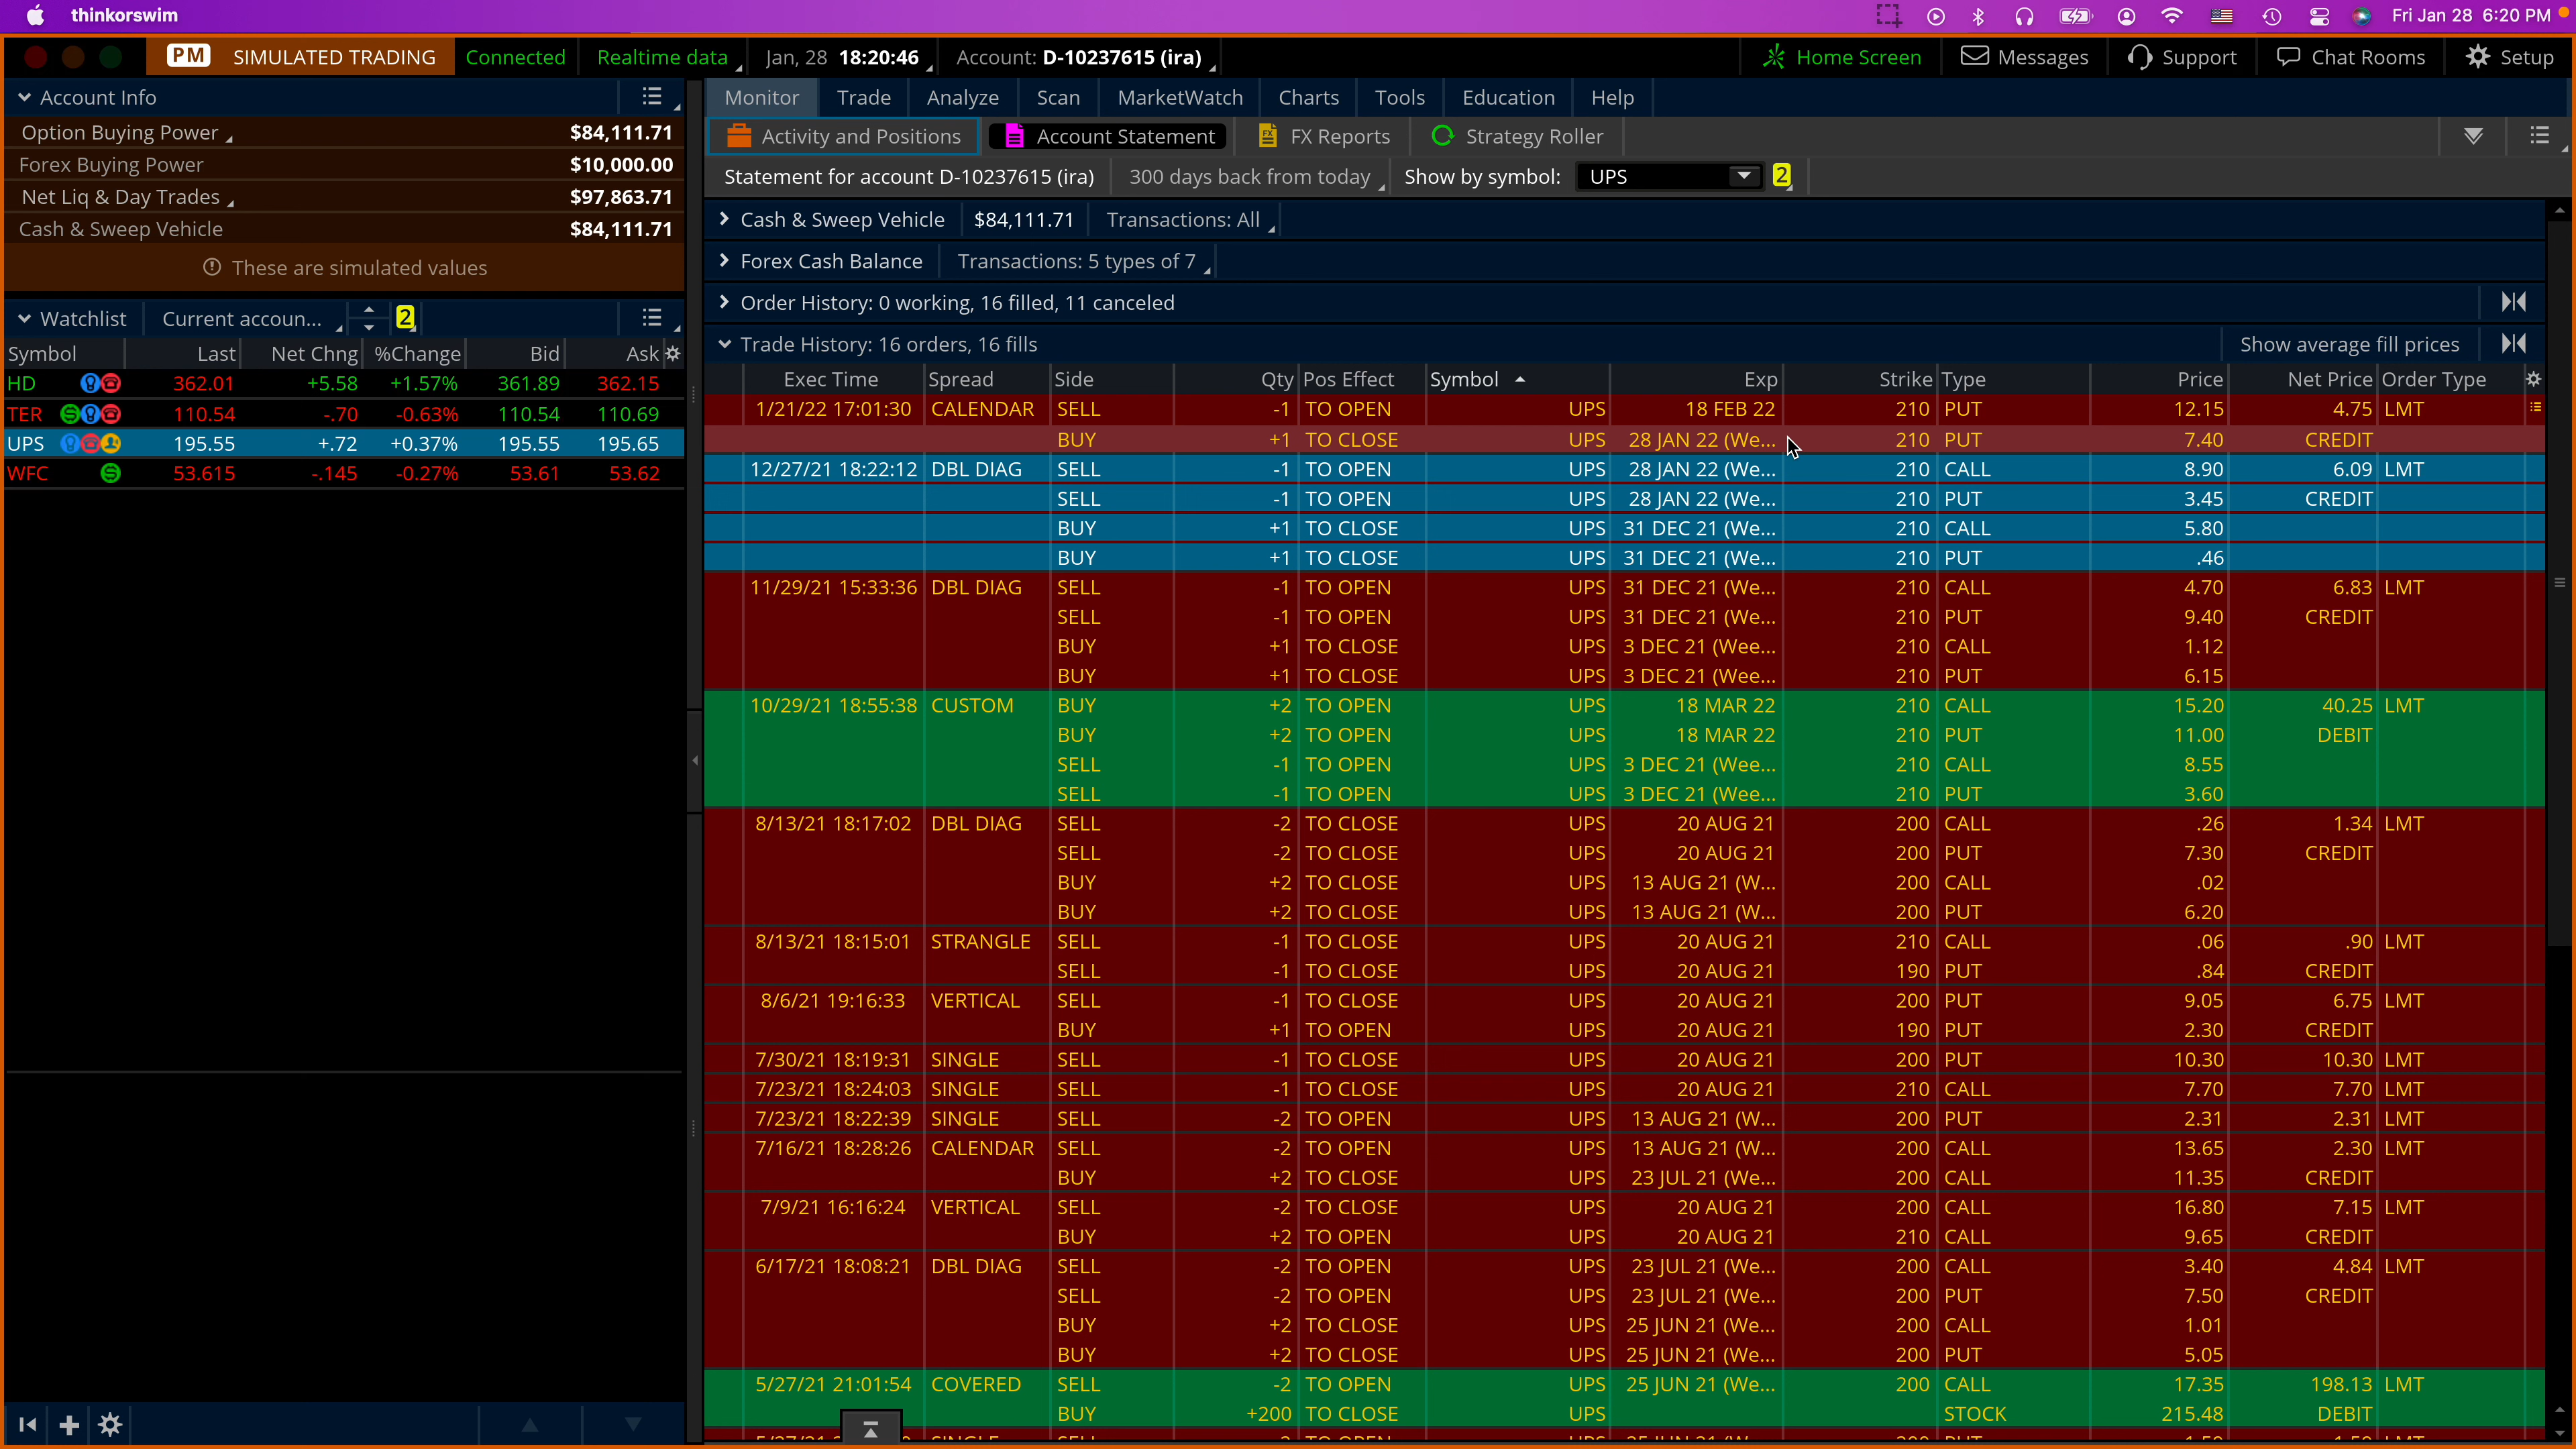 thinkorswim Fri Jan 28 6:20 PM
PM SIMULATED TRADING Connected Realtime data Jan, 28 18:20:46 Account: D-10237615 (ira) Home Screen Messages Support Chat Rooms Setup
Account Info
Option Buying Power $84,111.71
Forex Buying Power $10,000.00
Net Liq & Day Trades $97,863.71
Cash & Sweep Vehicle $84,111.71
These are simulated values
Watchlist Current accoun... 2
Symbol Last Net Chng %Change Bid Ask
HD 362.01 +5.58 +1.57% 361.89 362.15
TER 110.54 -.70 -0.63% 110.54 110.69
UPS 195.55 +.72 +0.37% 195.55 195.65
WFC 53.615 -.145 -0.27% 53.61 53.62
Monitor Trade Analyze Scan MarketWatch Charts Tools Education Help
Activity and Positions Account Statement FX Reports Strategy Roller
Statement for account D-10237615 (ira) 300 days back from today Show by symbol: UPS 2
Cash & Sweep Vehicle $84,111.71 Transactions: All
Forex Cash Balance Transactions: 5 types of 7
Order History: 0 working, 16 filled, 11 canceled
Trade History: 16 orders, 16 fills Show average fill prices
Exec Time Spread Side Qty Pos Effect Symbol Exp Strike Type Price Net Price Order Type
1/21/22 17:01:30 CALENDAR SELL -1 TO OPEN UPS 18 FEB 22 210 PUT 12.15 4.75 LMT
BUY +1 TO CLOSE UPS 28 JAN 22 (We... 210 PUT 7.40 CREDIT
12/27/21 18:22:12 DBL DIAG SELL -1 TO OPEN UPS 28 JAN 22 (We... 210 CALL 8.90 6.09 LMT
SELL -1 TO OPEN UPS 28 JAN 22 (We... 210 PUT 3.45 CREDIT
BUY +1 TO CLOSE UPS 31 DEC 21 (We... 210 CALL 5.80
BUY +1 TO CLOSE UPS 31 DEC 21 (We... 210 PUT .46
11/29/21 15:33:36 DBL DIAG SELL -1 TO OPEN UPS 31 DEC 21 (We... 210 CALL 4.70 6.83 LMT
SELL -1 TO OPEN UPS 31 DEC 21 (We... 210 PUT 9.40 CREDIT
BUY +1 TO CLOSE UPS 3 DEC 21 (Wee... 210 CALL 1.12
BUY +1 TO CLOSE UPS 3 DEC 21 (Wee... 210 PUT 6.15
10/29/21 18:55:38 CUSTOM BUY +2 TO OPEN UPS 18 MAR 22 210 CALL 15.20 40.25 LMT
BUY +2 TO OPEN UPS 18 MAR 22 210 PUT 11.00 DEBIT
SELL -1 TO OPEN UPS 3 DEC 21 (Wee... 210 CALL 8.55
SELL -1 TO OPEN UPS 3 DEC 21 (Wee... 210 PUT 3.60
8/13/21 18:17:02 DBL DIAG SELL -2 TO CLOSE UPS 20 AUG 21 200 CALL .26 1.34 LMT
SELL -2 TO CLOSE UPS 20 AUG 21 200 PUT 7.30 CREDIT
BUY +2 TO CLOSE UPS 13 AUG 21 (W... 200 CALL .02
BUY +2 TO CLOSE UPS 13 AUG 21 (W... 200 PUT 6.20
8/13/21 18:15:01 STRANGLE SELL -1 TO CLOSE UPS 20 AUG 21 210 CALL .06 .90 LMT
SELL -1 TO CLOSE UPS 20 AUG 21 190 PUT .84 CREDIT
8/6/21 19:16:33 VERTICAL SELL -1 TO CLOSE UPS 20 AUG 21 200 PUT 9.05 6.75 LMT
BUY +1 TO OPEN UPS 20 AUG 21 190 PUT 2.30 CREDIT
7/30/21 18:19:31 SINGLE SELL -1 TO CLOSE UPS 20 AUG 21 200 PUT 10.30 10.30 LMT
7/23/21 18:24:03 SINGLE SELL -1 TO CLOSE UPS 20 AUG 21 210 CALL 7.70 7.70 LMT
7/23/21 18:22:39 SINGLE SELL -2 TO OPEN UPS 13 AUG 21 (W... 200 PUT 2.31 2.31 LMT
7/16/21 18:28:26 CALENDAR SELL -2 TO OPEN UPS 13 AUG 21 (W... 200 CALL 13.65 2.30 LMT
BUY +2 TO CLOSE UPS 23 JUL 21 (We... 200 CALL 11.35 CREDIT
7/9/21 16:16:24 VERTICAL SELL -2 TO CLOSE UPS 20 AUG 21 200 CALL 16.80 7.15 LMT
BUY +2 TO OPEN UPS 20 AUG 21 210 CALL 9.65 CREDIT
6/17/21 18:08:21 DBL DIAG SELL -2 TO OPEN UPS 23 JUL 21 (We... 200 CALL 3.40 4.84 LMT
SELL -2 TO OPEN UPS 23 JUL 21 (We... 200 PUT 7.50 CREDIT
BUY +2 TO CLOSE UPS 25 JUN 21 (We... 200 CALL 1.01
BUY +2 TO CLOSE UPS 25 JUN 21 (We... 200 PUT 5.05
5/27/21 21:01:54 COVERED SELL -2 TO OPEN UPS 25 JUN 21 (We... 200 CALL 17.35 198.13 LMT
BUY +200 TO CLOSE UPS STOCK 215.48 DEBIT